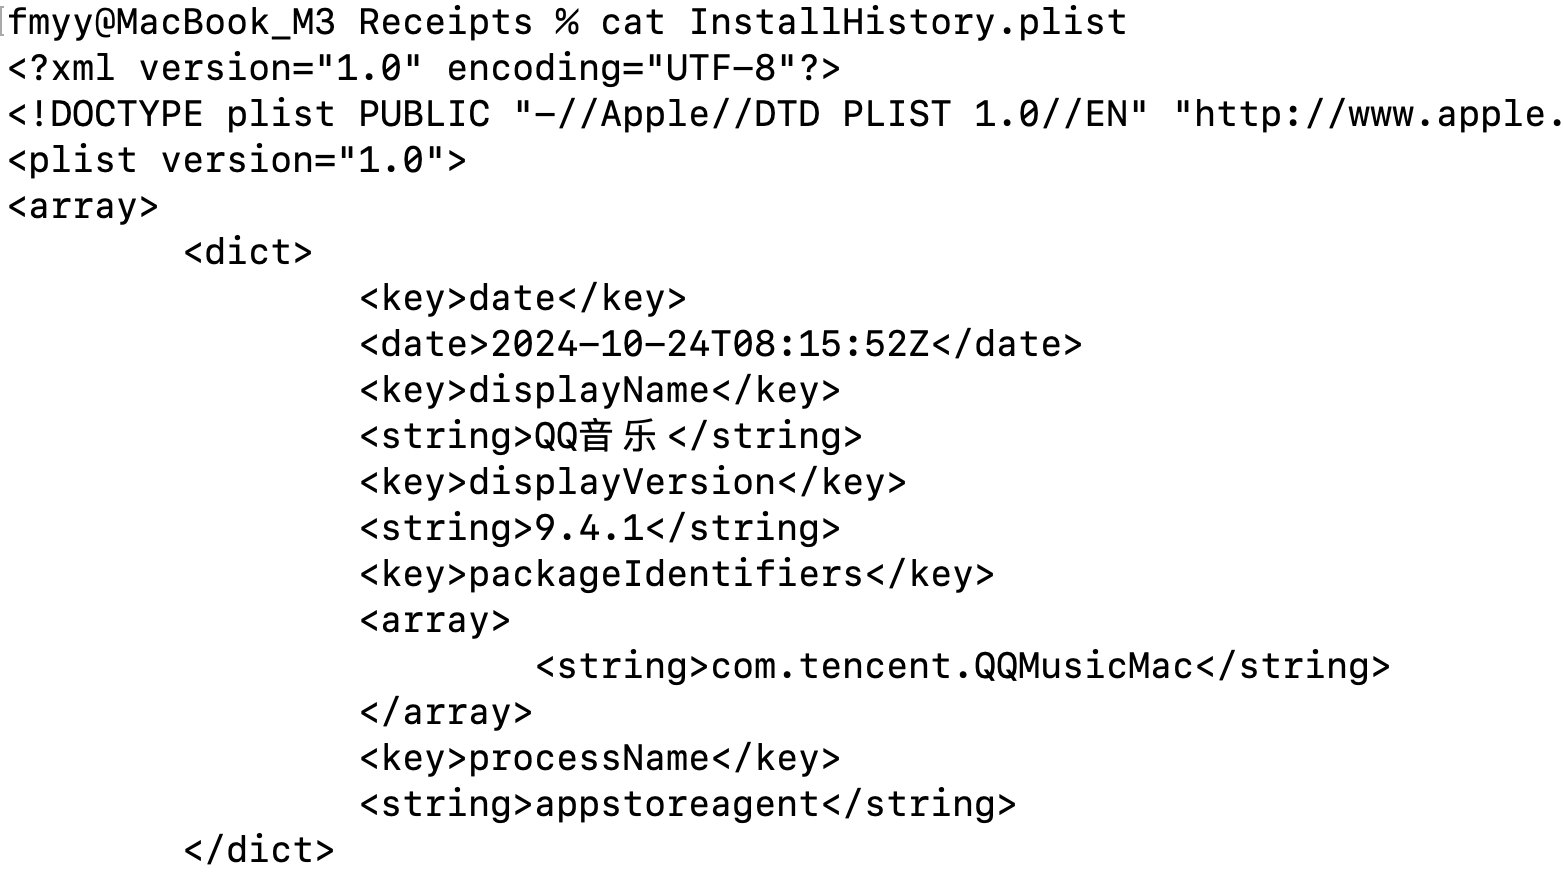 fmyy@MacBook_M3 Receipts % cat InstallHistory.plist
<?xml version="1.0" encoding="UTF-8"?>
<!DOCTYPE plist PUBLIC "-//Apple//DTD PLIST 1.0//EN" "http://www.apple.
<plist version="1.0">
<array>
        <dict>
                <key>date</key>
                <date>2024-10-24T08:15:52Z</date>
                <key>displayName</key>
                <string>QQ音乐</string>
                <key>displayVersion</key>
                <string>9.4.1</string>
                <key>packageIdentifiers</key>
                <array>
                        <string>com.tencent.QQMusicMac</string>
                </array>
                <key>processName</key>
                <string>appstoreagent</string>
        </dict>